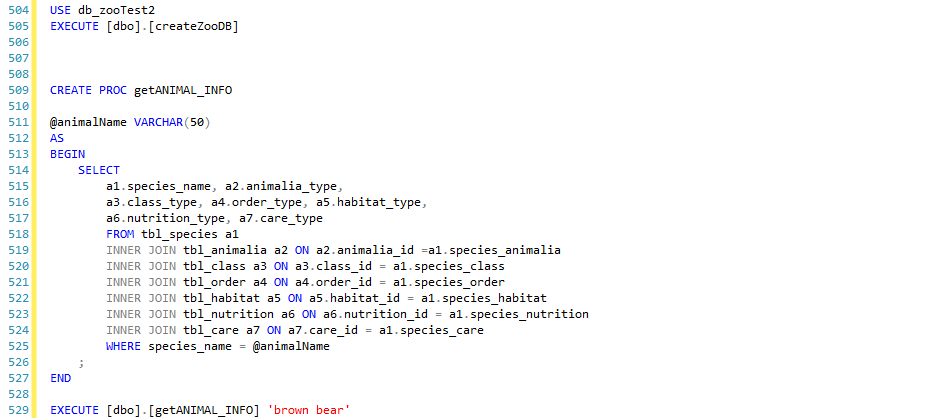 504 USE db_zooTest2
505 EXECUTE [dbo].[createZooDB]
506
507
508
509 CREATE PROC getANIMAL_INFO
510
511 @animalName VARCHAR(50)
512 AS
513 BEGIN
514     SELECT
515         a1.species_name, a2.animalia_type,
516         a3.class_type, a4.order_type, a5.habitat_type,
517         a6.nutrition_type, a7.care_type
518         FROM tbl_species a1
519         INNER JOIN tbl_animalia a2 ON a2.animalia_id =a1.species_animalia
520         INNER JOIN tbl_class a3 ON a3.class_id = a1.species_class
521         INNER JOIN tbl_order a4 ON a4.order_id = a1.species_order
522         INNER JOIN tbl_habitat a5 ON a5.habitat_id = a1.species_habitat
523         INNER JOIN tbl_nutrition a6 ON a6.nutrition_id = a1.species_nutrition
524         INNER JOIN tbl_care a7 ON a7.care_id = a1.species_care
525         WHERE species_name = @animalName
526     ;
527 END
528
529 EXECUTE [dbo].[getANIMAL_INFO] 'brown bear'